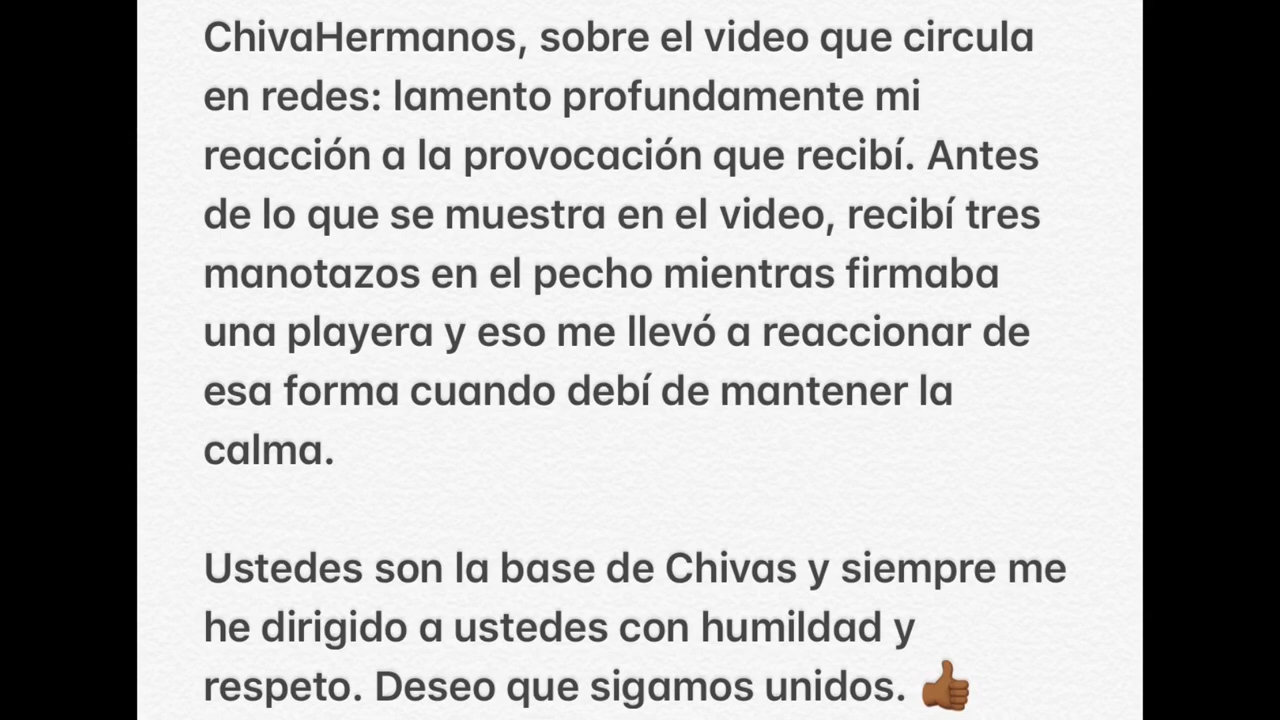 ChivaHermanos, sobre el video que circula
en redes: lamento profundamente mi
reacción a la provocación que recibí. Antes
de lo que se muestra en el video, recibí tres
manotazos en el pecho mientras firmaba
una playera y eso me llevó a reaccionar de
esa forma cuando debí de mantener la
calma.

Ustedes son la base de Chivas y siempre me
he dirigido a ustedes con humildad y
respeto. Deseo que sigamos unidos. 👍🏾